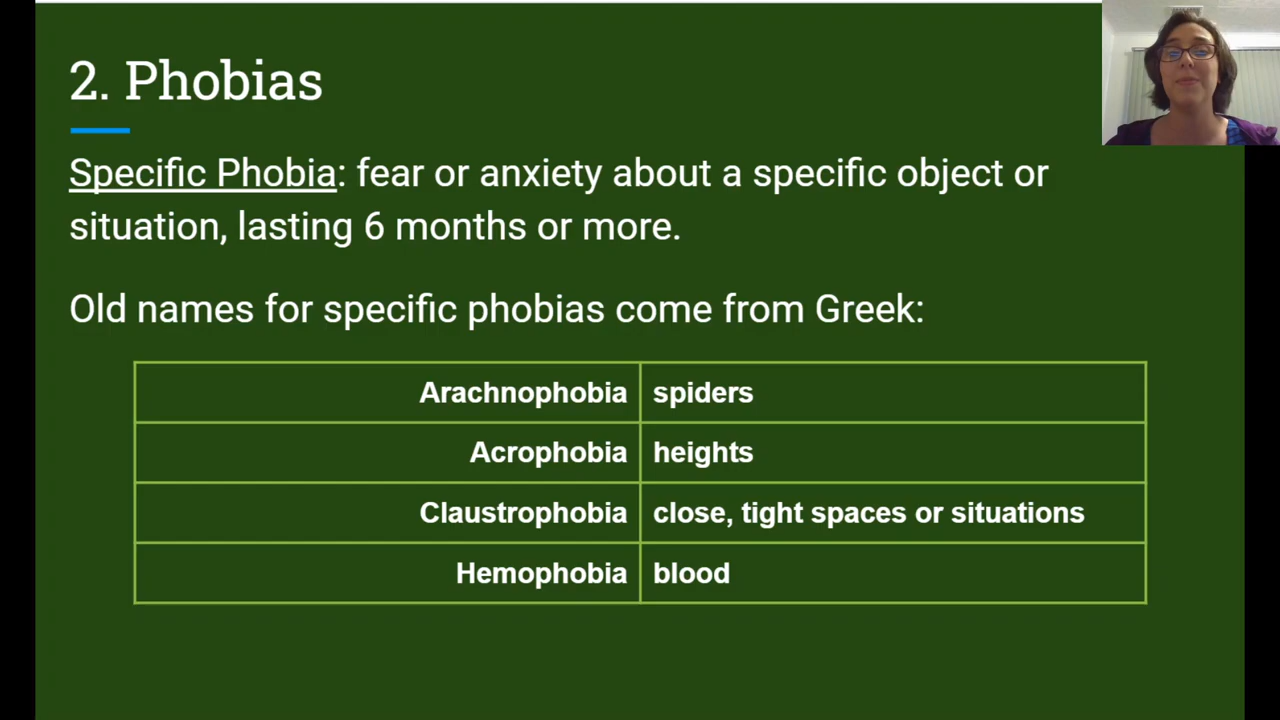 2. Phobias
Specific Phobia: fear or anxiety about a specific object or
situation, lasting 6 months or more.
Old names for specific phobias come from Greek:
Arachnophobia spiders
Acrophobia heights
Claustrophobia close, tight spaces or situations
Hemophobia blood